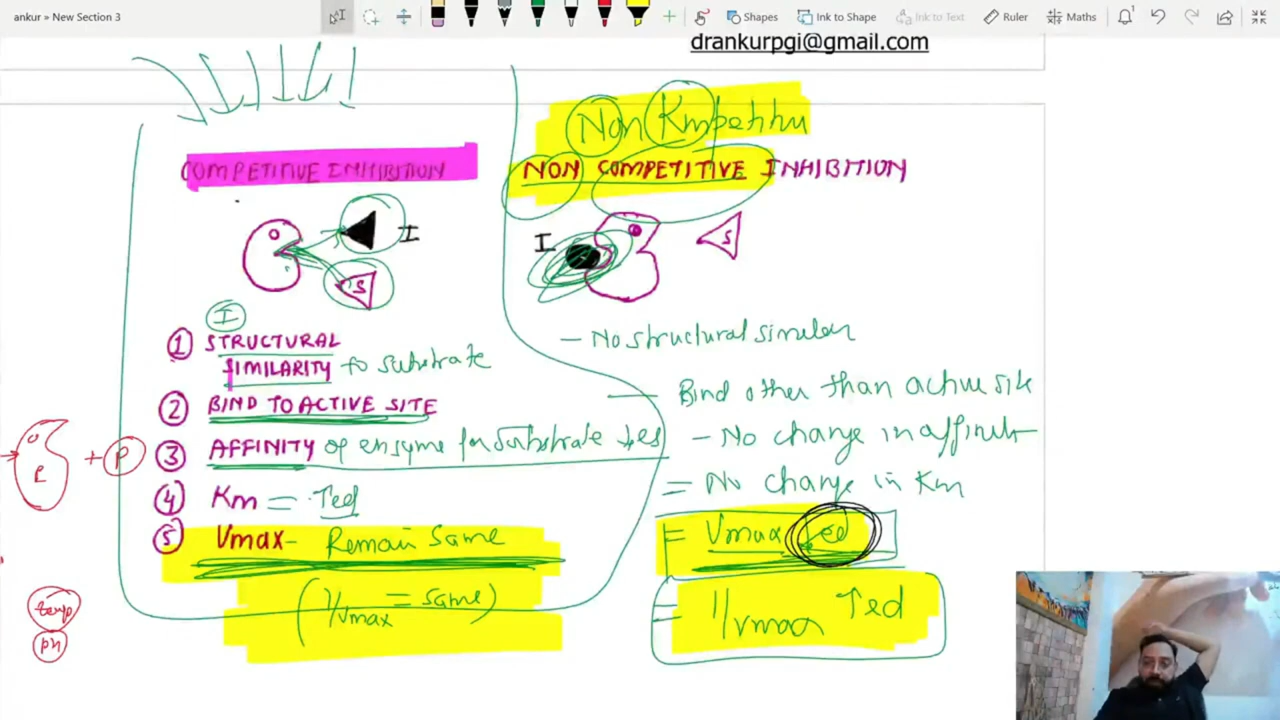 ankur » New Section 3
Shapes
Ink to Shape
Ink to Text
Ruler
Maths
drankurpgi@gmail.com
COMPETITIVE INHIBITION
I
S
I
① STRUCTURAL
SIMILARITY to substrate
② BIND TO ACTIVE SITE
③ AFFINITY of enzyme for substrate ↓es
④ Km = ↑ed
⑤ Vmax - Remain Same
(1/Vmax = same)
Non Kmpetitiv
NON COMPETITIVE INHIBITION
I
S
- No structural similar
Bind other than active site
- No change in affinity
= No change in Km
= Vmax ↓ed
= 1/Vmax ↑ed
+ P
temp
pH